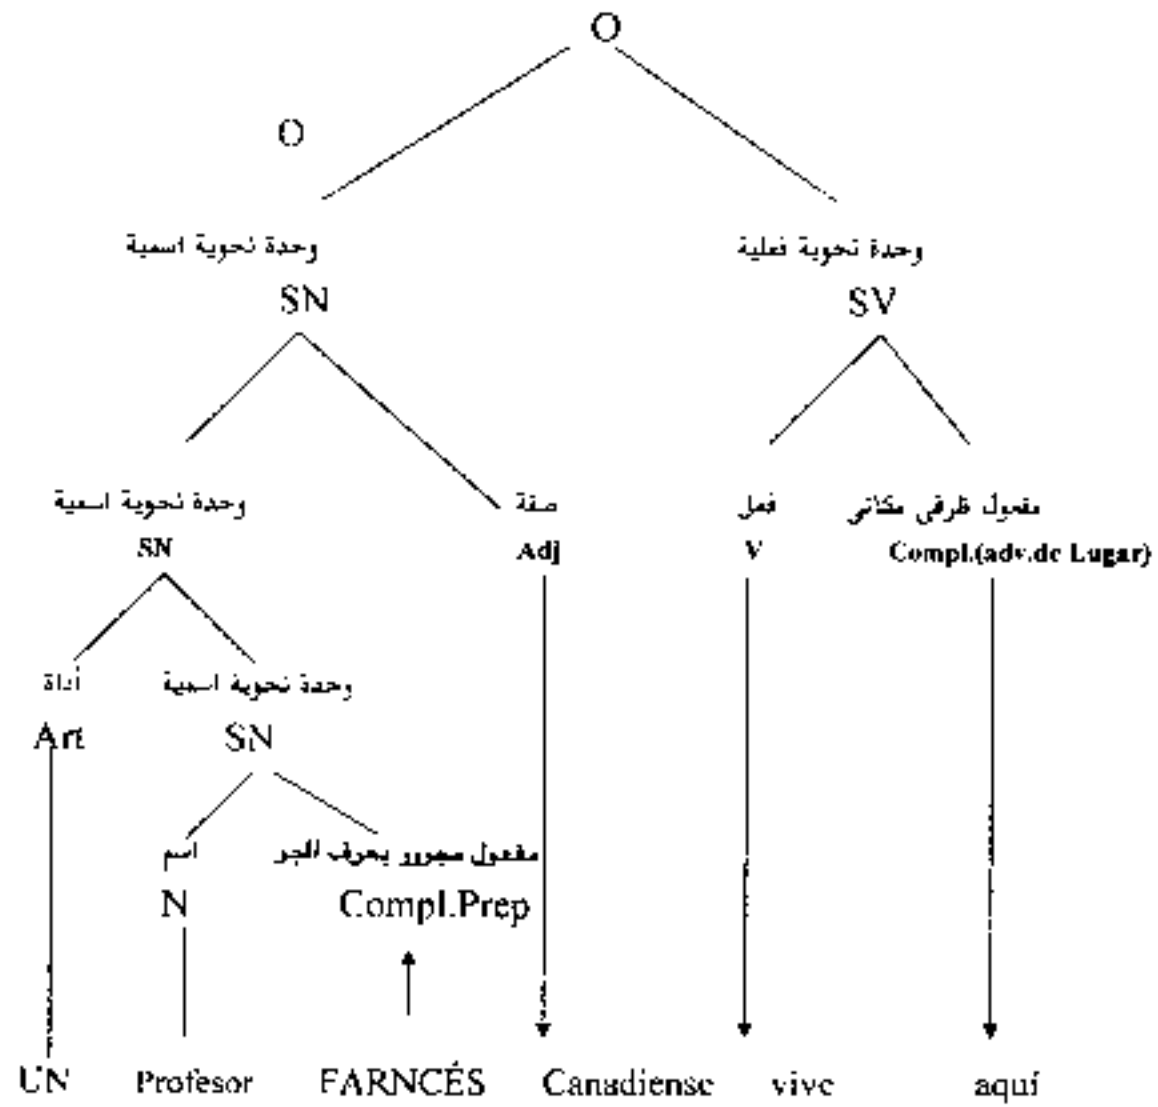 O
O
وحدة نحوية اسمية
وحدة نحوية فعلية
SN
SV
وحدة نحوية اسمية
صفة
فعل
مفعول ظرفي مكاني
SN
Adj
V
Compl.(adv.de Lugar)
أداة
وحدة نحوية اسمية
Art
SN
اسم
مفعول مجرور بحرف الجر
N
Compl.Prep
UN Profesor FARNCÉS Canadiense vive aquí